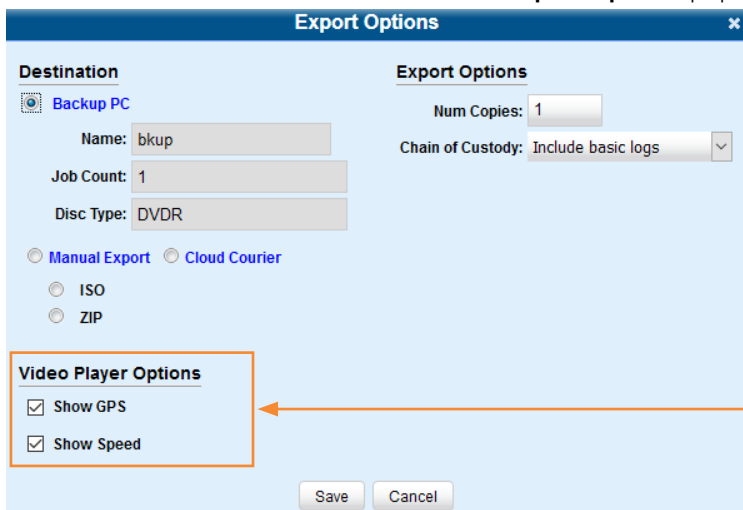 Export Options
Destination
Backup PC
Name: bkup
Job Count: 1
Disc Type: DVDR
Manual Export Cloud Courier
ISO
ZIP
Export Options
Num Copies: 1
Chain of Custody: Include basic logs
Video Player Options
Show GPS
Show Speed
Save Cancel